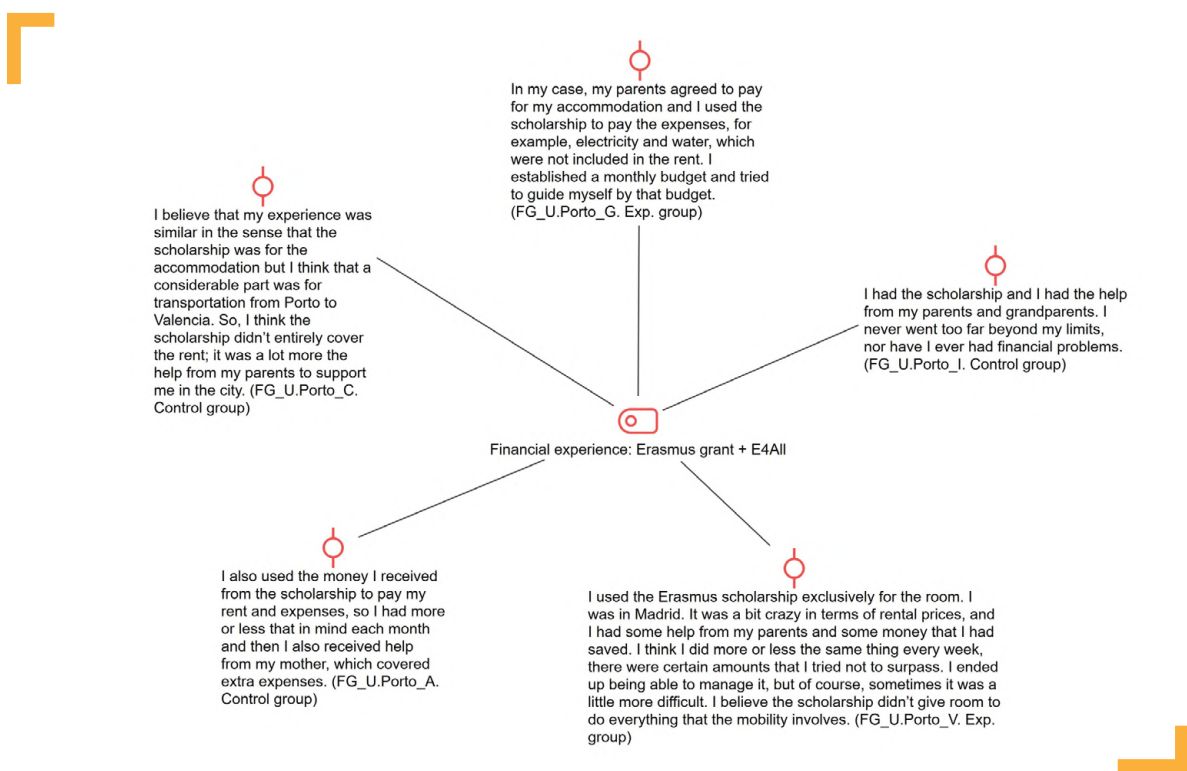 In my case, my parents agreed to pay
for my accommodation and I used the
scholarship to pay the expenses, for
example, electricity and water, which
were not included in the rent. I
established a monthly budget and tried
to guide myself by that budget.
(FG_U.Porto_G. Exp. group)
I believe that my experience was
similar in the sense that the
scholarship was for the
accommodation but I think that a
considerable part was for
transportation from Porto to
Valencia. So, I think the
scholarship didn't entirely cover
the rent; it was a lot more the
help from my parents to support
me in the city. (FG_U.Porto_C.
Control group)
I had the scholarship and I had the help
from my parents and grandparents. I
never went too far beyond my limits,
nor have I ever had financial problems.
(FG_U.Porto_I. Control group)
Financial experience: Erasmus grant + E4All
I also used the money I received
from the scholarship to pay my
rent and expenses, so I had more
or less that in mind each month
and then I also received help
from my mother, which covered
extra expenses. (FG_U.Porto_A.
Control group)
I used the Erasmus scholarship exclusively for the room. I
was in Madrid. It was a bit crazy in terms of rental prices, and
I had some help from my parents and some money that I had
saved. I think I did more or less the same thing every week,
there were certain amounts that I tried not to surpass. I ended
up being able to manage it, but of course, sometimes it was a
little more difficult. I believe the scholarship didn't give room to
do everything that the mobility involves. (FG_U.Porto_V. Exp.
group)